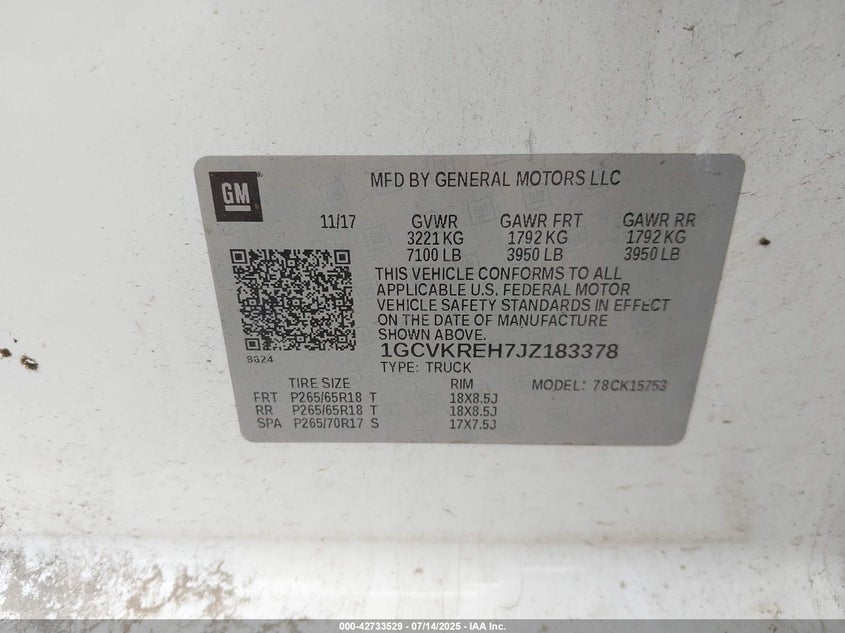 GM
MFD BY GENERAL MOTORS LLC
11/17 GVWR GAWR FRT GAWR RR
3221 KG 1792 KG 1792 KG
7100 LB 3950 LB 3950 LB
THIS VEHICLE CONFORMS TO ALL
APPLICABLE U.S. FEDERAL MOTOR
VEHICLE SAFETY STANDARDS IN EFFECT
ON THE DATE OF MANUFACTURE
SHOWN ABOVE.
8624
1GCVKREH7JZ183378
TYPE: TRUCK
TIRE SIZE RIM MODEL: 78CK15753
FRT P265/65R18 T 18X8.5J
RR P265/65R18 T 18X8.5J
SPA P265/70R17 S 17X7.5J
000-42733529 - 07/14/2025 - IAA Inc.